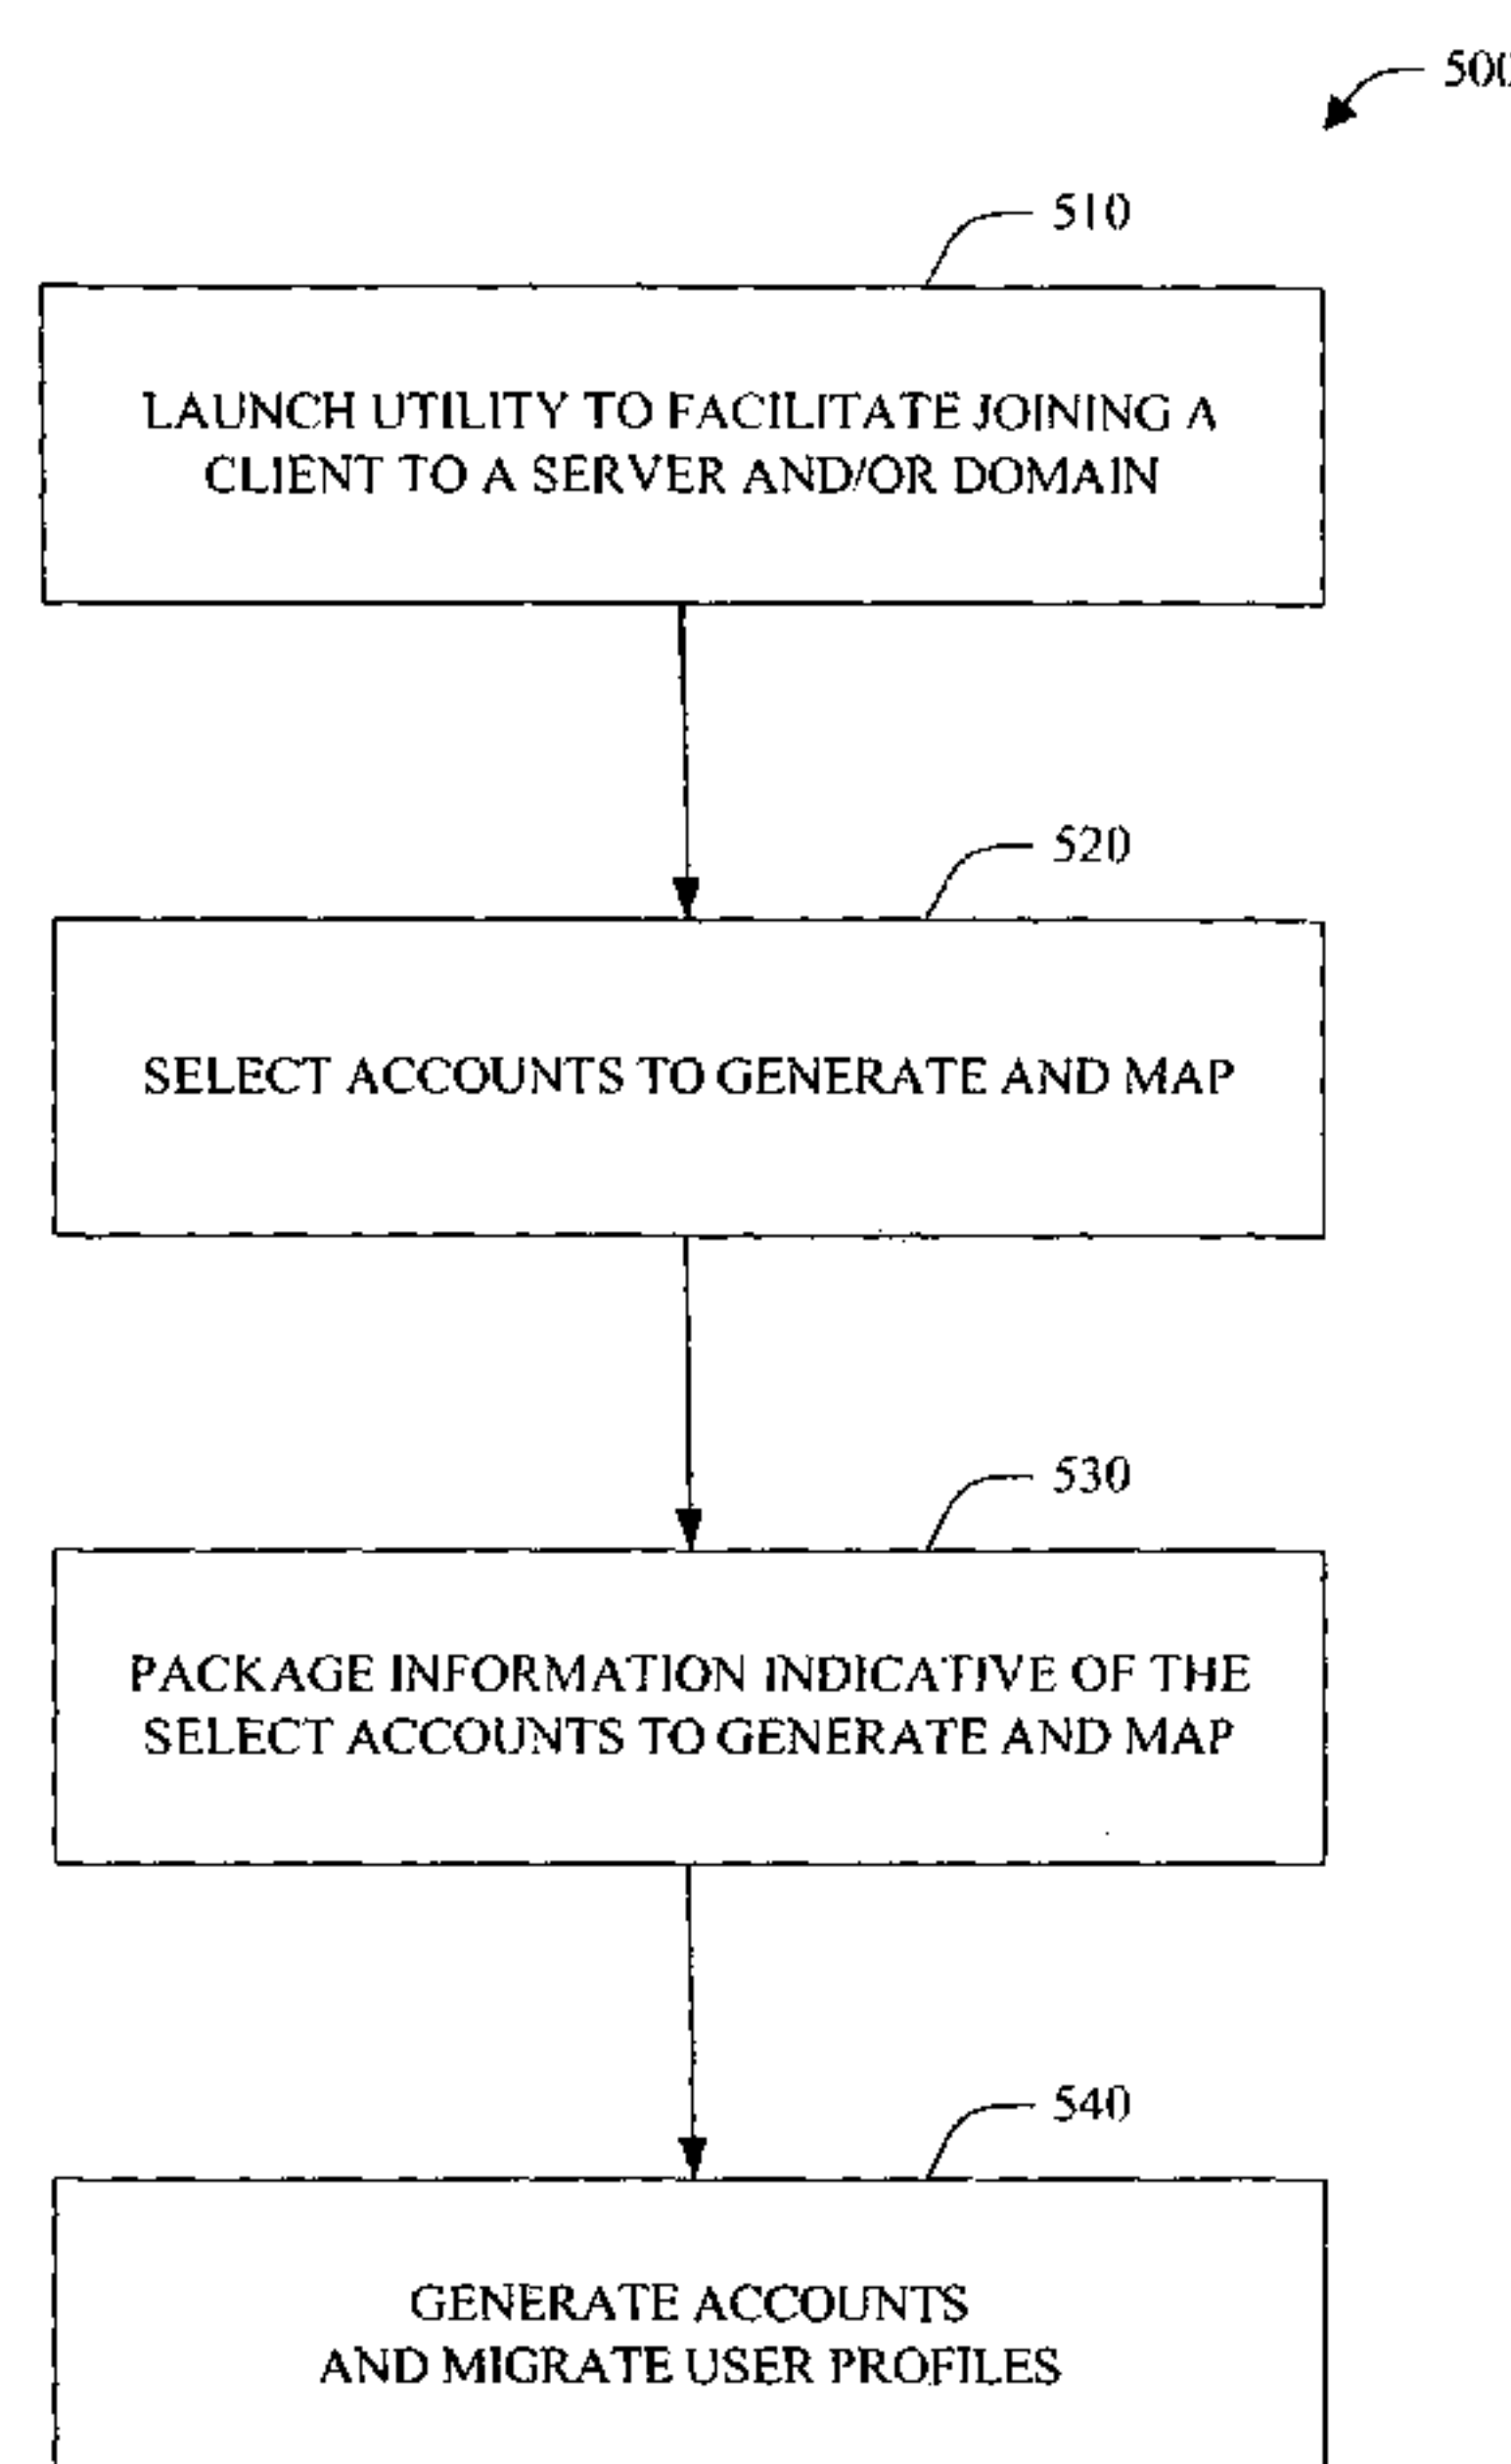 500
510
LAUNCH UTILITY TO FACILITATE JOINING A
CLIENT TO A SERVER AND/OR DOMAIN
520
SELECT ACCOUNTS TO GENERATE AND MAP
530
PACKAGE INFORMATION INDICATIVE OF THE
SELECT ACCOUNTS TO GENERATE AND MAP
540
GENERATE ACCOUNTS
AND MIGRATE USER PROFILES